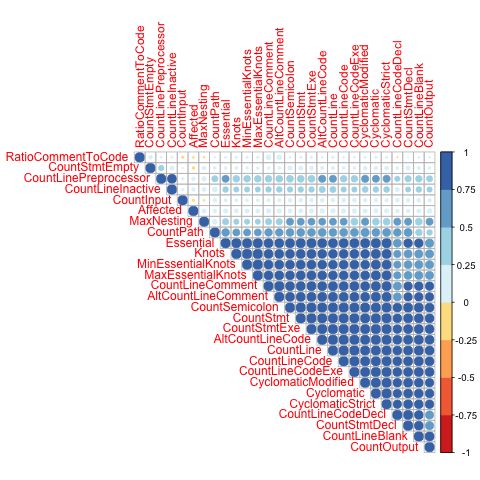 RatioCommentToCode
CountStmtEmpty
CountLinePreprocessor
CountLineInactive
CountInput
Affected
MaxNesting
CountPath
Essential
Knots
MinEssentialKnots
MaxEssentialKnots
CountLineComment
AltCountLineComment
CountSemicolon
CountStmt
CountStmtExe
AltCountLineCode
CountLine
CountLineCode
CountLineCodeExe
CyclomaticModified
Cyclomatic
CyclomaticStrict
CountLineCodeDecl
CountStmtDecl
CountLineBlank
CountOutput
RatioCommentToCode
CountStmtEmpty
CountLinePreprocessor
CountLineInactive
CountInput
Affected
MaxNesting
CountPath
Essential
Knots
MinEssentialKnots
MaxEssentialKnots
CountLineComment
AltCountLineComment
CountSemicolon
CountStmt
CountStmtExe
AltCountLineCode
CountLine
CountLineCode
CountLineCodeExe
CyclomaticModified
Cyclomatic
CyclomaticStrict
CountLineCodeDecl
CountStmtDecl
CountLineBlank
CountOutput
1
0.75
0.5
0.25
0
-0.25
-0.5
-0.75
-1